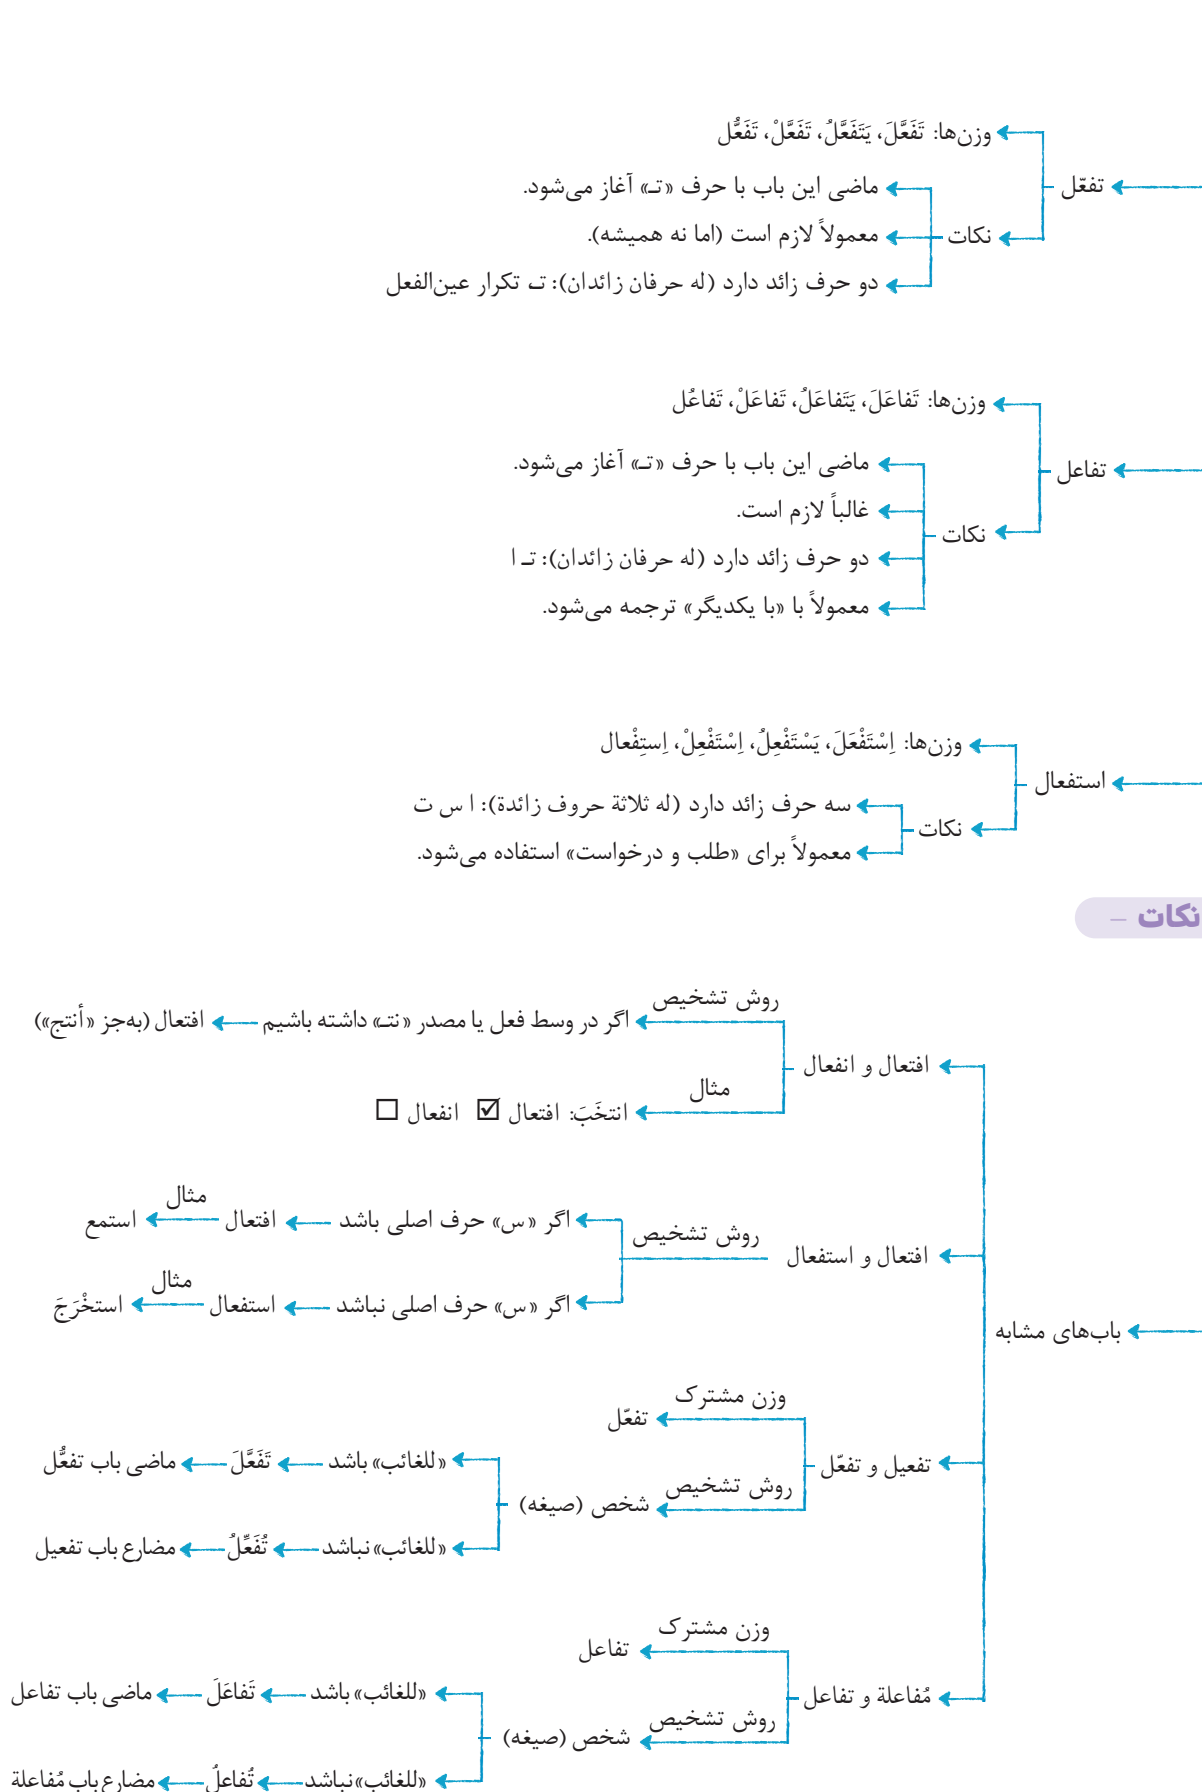 وزن‌ها: تَفَعَّلَ، يَتَفَعَّلُ، تَفَعَّلْ، تَفَعُّل
تفعّل
نکات
ماضی این باب با حرف «تـ» آغاز می‌شود.
معمولاً لازم است (اما نه همیشه).
دو حرف زائد دارد (له حرفان زائدان): تـ تکرار عین‌الفعل
وزن‌ها: تَفاعَلَ، يَتَفاعَلُ، تَفاعَلْ، تَفاعُل
تفاعل
نکات
ماضی این باب با حرف «تـ» آغاز می‌شود.
غالباً لازم است.
دو حرف زائد دارد (له حرفان زائدان): تـ ا
معمولاً با «با یکدیگر» ترجمه می‌شود.
وزن‌ها: اِسْتَفْعَلَ، يَسْتَفْعِلُ، اِسْتَفْعِلْ، اِستِفْعال
استفعال
نکات
سه حرف زائد دارد (له ثلاثة حروف زائدة): ا س ت
معمولاً برای «طلب و درخواست» استفاده می‌شود.
نکات –
باب‌های مشابه
افتعال و انفعال
روش تشخیص
اگر در وسط فعل یا مصدر «نتـ» داشته باشیم افتعال (به‌جز «أنتج»)
مثال
انتخَبَ: افتعال ☑ انفعال ☐
افتعال و استفعال
روش تشخیص
اگر «س» حرف اصلی باشد افتعال مثال استمع
اگر «س» حرف اصلی نباشد استفعال مثال استخْرَجَ
تفعیل و تفعّل
وزن مشترک
تفعّل
روش تشخیص
شخص (صیغه)
«للغائب» باشد تَفَعَّلَ ماضی باب تفعُّل
«للغائب» نباشد تُفَعِّلُ مضارع باب تفعیل
مُفاعلة و تفاعل
وزن مشترک
تفاعل
روش تشخیص
شخص (صیغه)
«للغائب» باشد تَفاعَلَ ماضی باب تفاعل
«للغائب» نباشد تُفاعلُ مضارع باب مُفاعلة